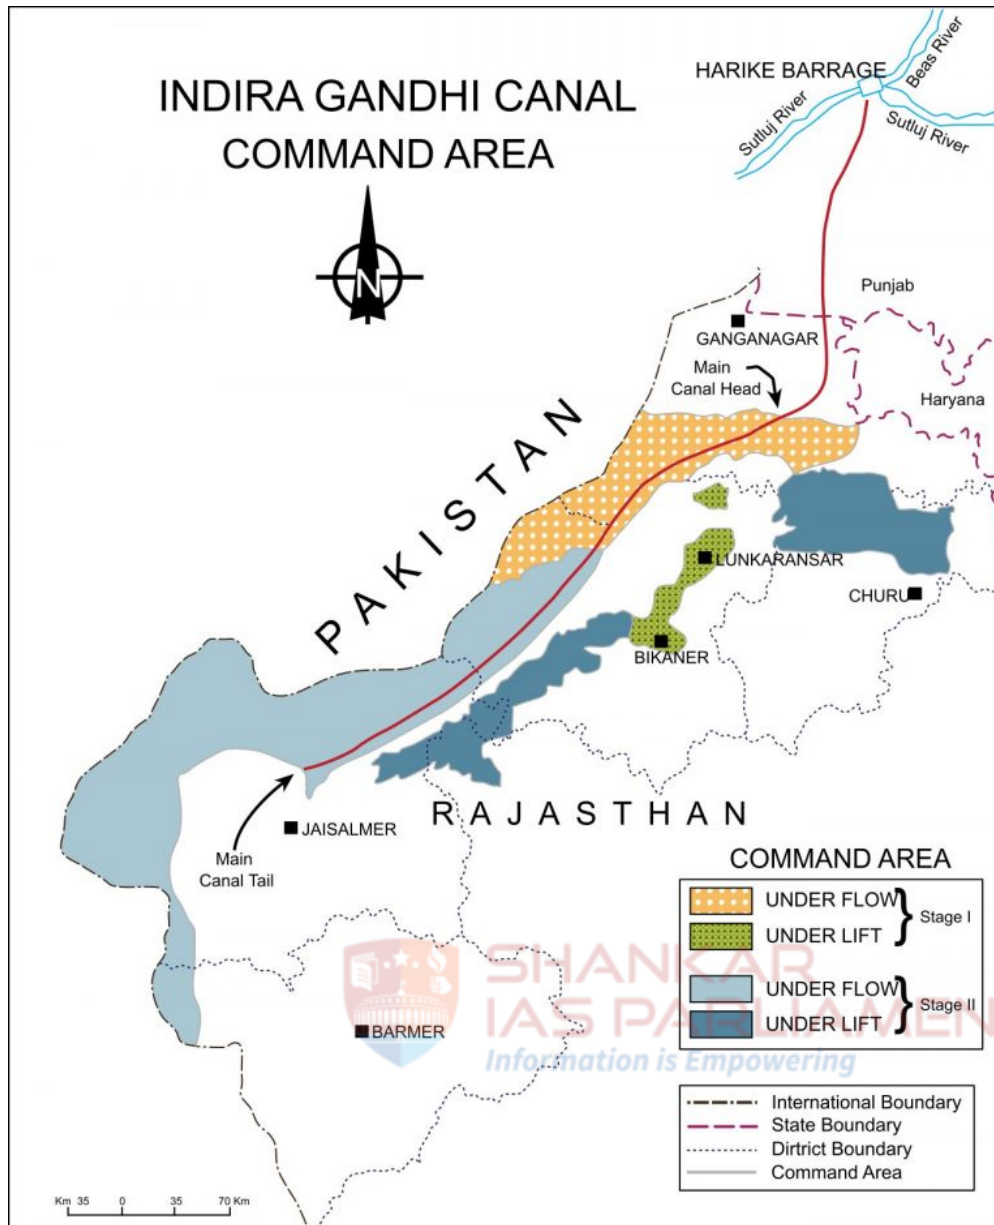 INDIRA GANDHI CANAL
COMMAND AREA
N
HARIKE BARRAGE
Beas River
Sutluj River
Sutluj River
Punjab
GANGANAGAR
Main
Canal Head
Haryana
PAKISTAN
LUNKARANSAR
CHURU
BIKANER
RAJASTHAN
JAISALMER
Main
Canal Tail
BARMER
COMMAND AREA
UNDER FLOW
UNDER LIFT
} Stage I
UNDER FLOW
UNDER LIFT
} Stage II
SHANKAR
IAS PARLIAMEN
Information is Empowering
International Boundary
State Boundary
Dirtrict Boundary
Command Area
Km 35 0 35 70 Km